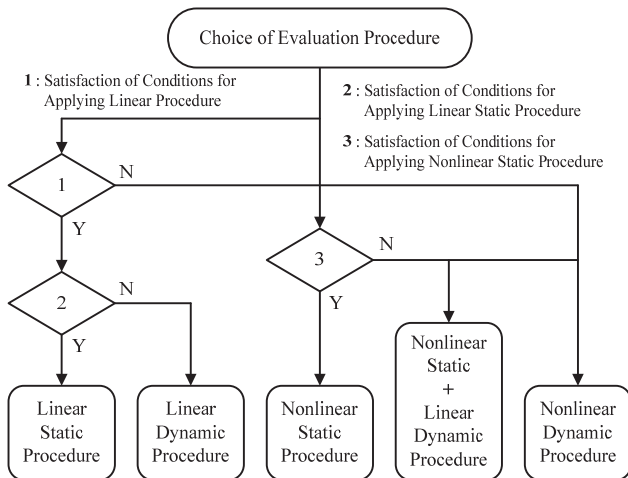 Choice of Evaluation Procedure
1 : Satisfaction of Conditions for
Applying Linear Procedure
2 : Satisfaction of Conditions for
Applying Linear Static Procedure
3 : Satisfaction of Conditions for
Applying Nonlinear Static Procedure
1
N
Y
3
N
Y
2
N
Y
Linear
Static
Procedure
Linear
Dynamic
Procedure
Nonlinear
Static
Procedure
Nonlinear
Static
+
Linear
Dynamic
Procedure
Nonlinear
Dynamic
Procedure